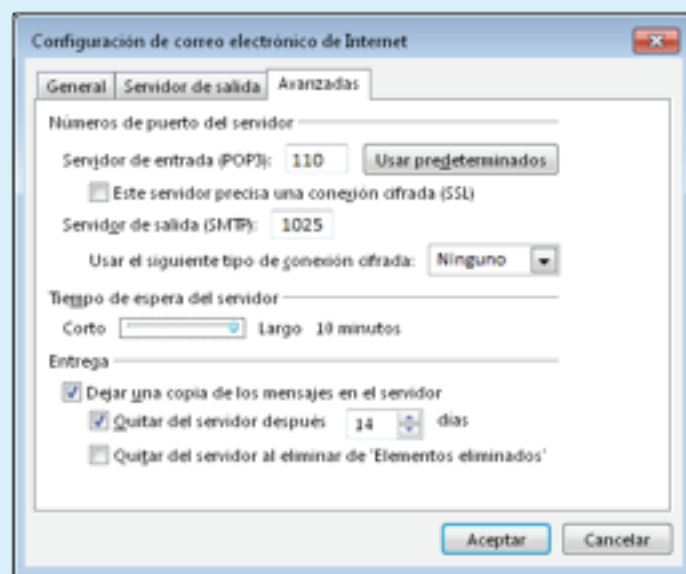 Configuración de correo electrónico de Internet
General Servidor de salida Avanzadas
Números de puerto del servidor
Servidor de entrada (POP3): 110 Usar predeterminados
Este servidor precisa una conexión cifrada (SSL)
Servidor de salida (SMTP): 1025
Usar el siguiente tipo de conexión cifrada: Ninguno
Tiempo de espera del servidor
Corto Largo 10 minutos
Entrega
Dejar una copia de los mensajes en el servidor
Quitar del servidor después 14 días
Quitar del servidor al eliminar de 'Elementos eliminados'
Aceptar Cancelar